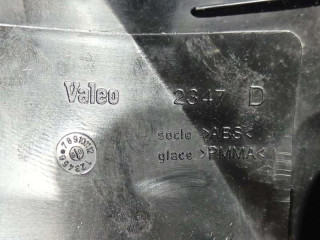 Valeo 2347 D
socle >ABS<
glace >PMMA<